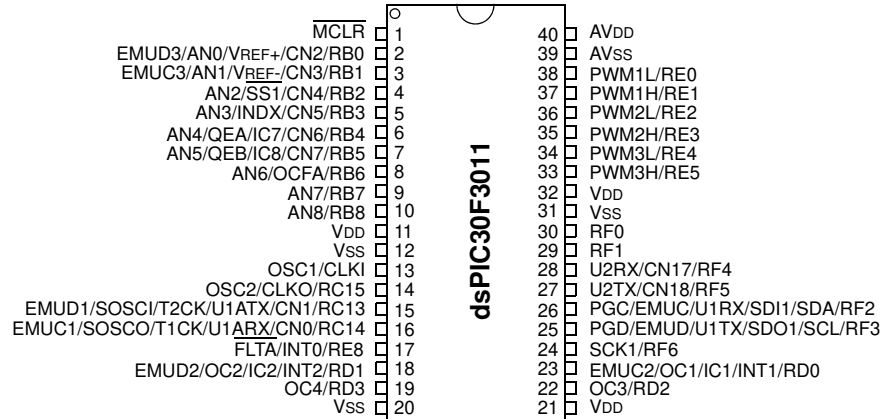 MCLR 1
EMUD3/AN0/VREF+/CN2/RB0 2
EMUC3/AN1/VREF-/CN3/RB1 3
AN2/SS1/CN4/RB2 4
AN3/INDX/CN5/RB3 5
AN4/QEA/IC7/CN6/RB4 6
AN5/QEB/IC8/CN7/RB5 7
AN6/OCFA/RB6 8
AN7/RB7 9
AN8/RB8 10
VDD 11
VSS 12
OSC1/CLKI 13
OSC2/CLKO/RC15 14
EMUD1/SOSCI/T2CK/U1ATX/CN1/RC13 15
EMUC1/SOSCO/T1CK/U1ARX/CN0/RC14 16
FLTA/INT0/RE8 17
EMUD2/OC2/IC2/INT2/RD1 18
OC4/RD3 19
VSS 20
dsPIC30F3011
40 AVDD
39 AVSS
38 PWM1L/RE0
37 PWM1H/RE1
36 PWM2L/RE2
35 PWM2H/RE3
34 PWM3L/RE4
33 PWM3H/RE5
32 VDD
31 VSS
30 RF0
29 RF1
28 U2RX/CN17/RF4
27 U2TX/CN18/RF5
26 PGC/EMUC/U1RX/SDI1/SDA/RF2
25 PGD/EMUD/U1TX/SDO1/SCL/RF3
24 SCK1/RF6
23 EMUC2/OC1/IC1/INT1/RD0
22 OC3/RD2
21 VDD